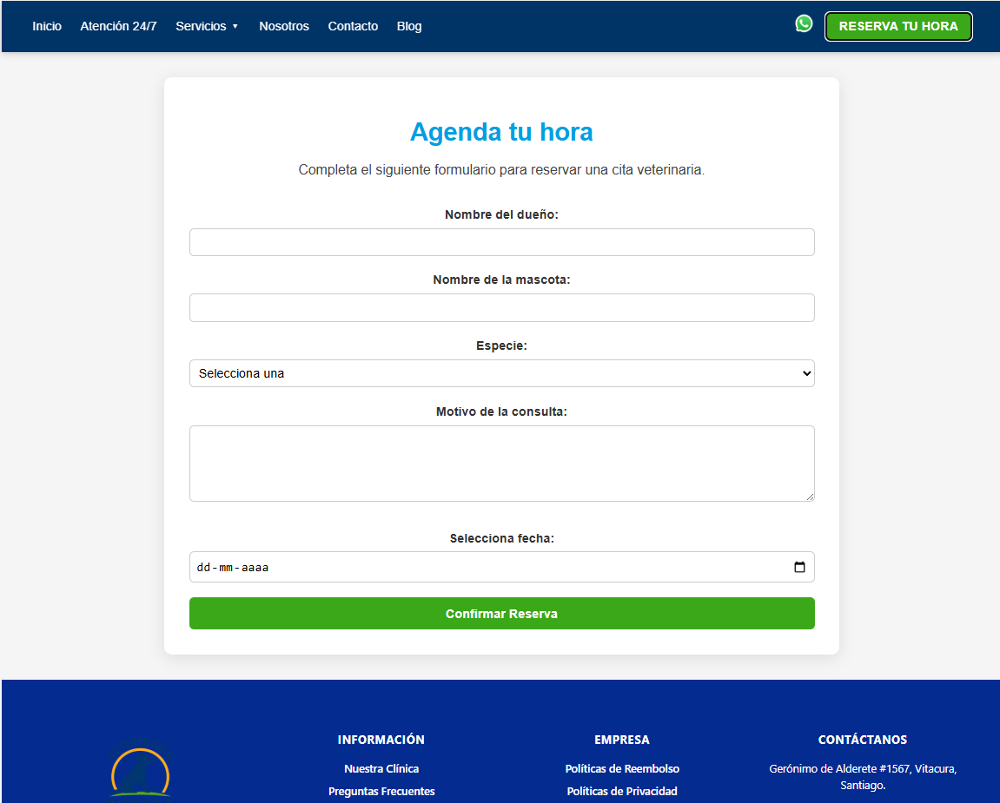 Inicio Atención 24/7 Servicios ▼ Nosotros Contacto Blog RESERVA TU HORA
Agenda tu hora
Completa el siguiente formulario para reservar una cita veterinaria.
Nombre del dueño:
Nombre de la mascota:
Especie:
Selecciona una
Motivo de la consulta:
Selecciona fecha:
dd-mm-aaaa
Confirmar Reserva
INFORMACIÓN
Nuestra Clínica
Preguntas Frecuentes
EMPRESA
Políticas de Reembolso
Políticas de Privacidad
CONTÁCTANOS
Gerónimo de Alderete #1567, Vitacura,
Santiago.